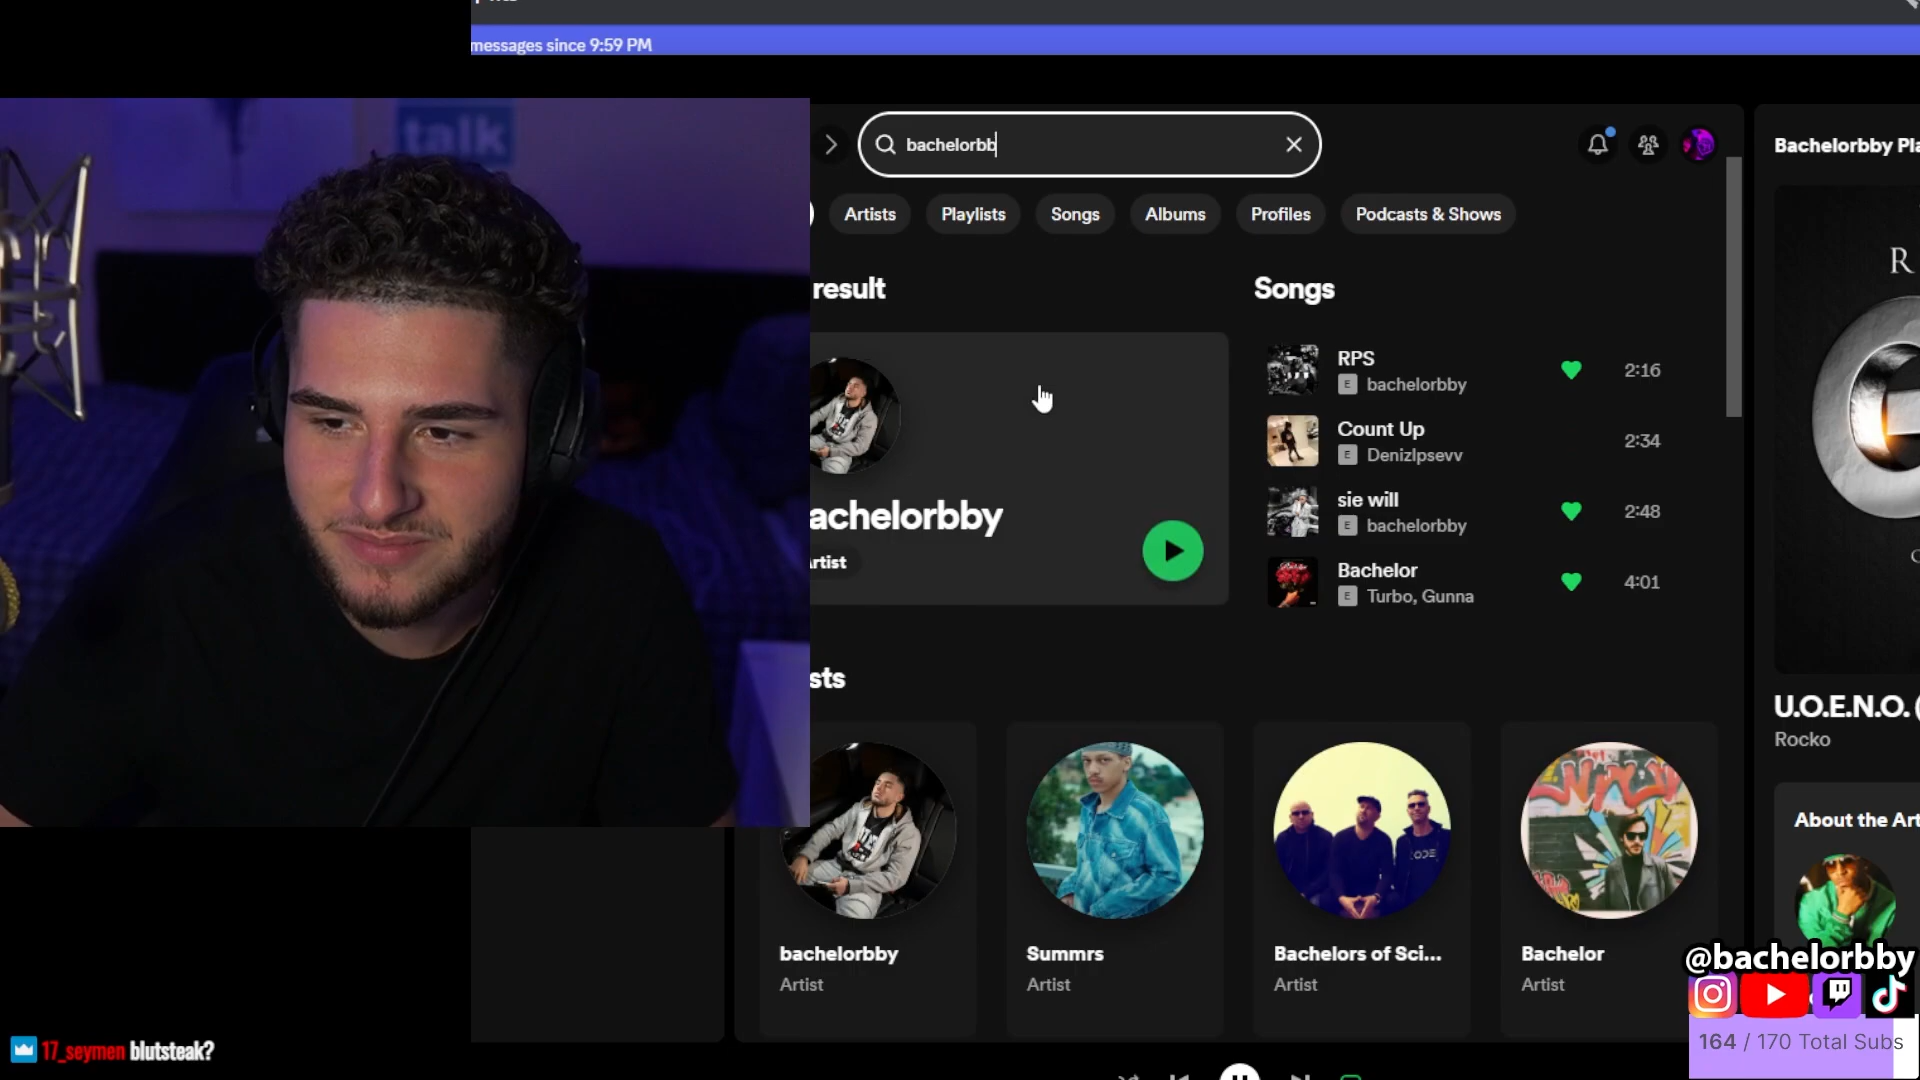 messages since 9:59 PM
talk
bachelorbb
Bachelorbby Pla
Artists
Playlists
Songs
Albums
Profiles
Podcasts & Shows
result
Songs
RPS
E bachelorbby
2:16
Count Up
E Denizlpsevv
2:34
sie will
E bachelorbby
2:48
Bachelor
E Turbo, Gunna
4:01
achelorbby
rtist
R
U.O.E.N.O. (
Rocko
sts
bachelorbby
Artist
Summrs
Artist
Bachelors of Sci...
Artist
Bachelor
Artist
About the Art
@bachelorbby
164 / 170 Total Subs
17_seymen blutsteak?